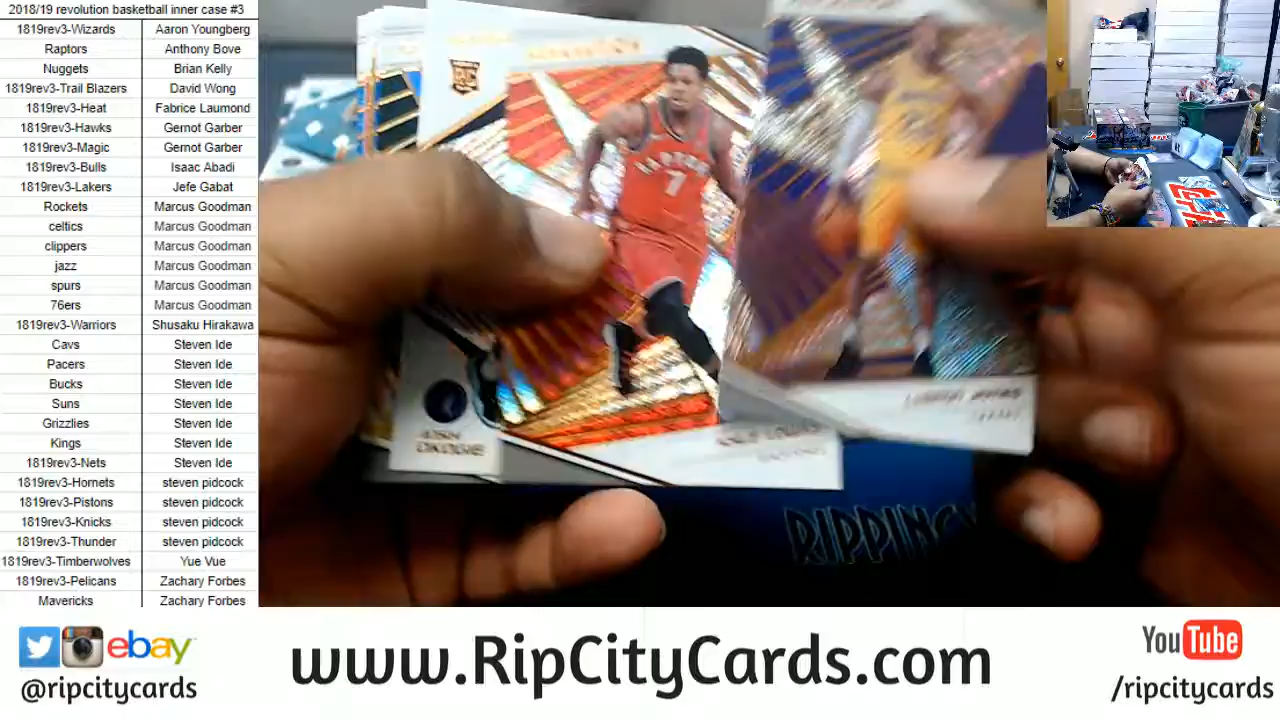 2018/19 revolution basketball inner case #3
1819rev3-Wizards Aaron Youngberg
Raptors Anthony Bove
Nuggets Brian Kelly
1819rev3-Trail Blazers David Wong
1819rev3-Heat Fabrice Laumond
1819rev3-Hawks Gernot Garber
1819rev3-Magic Gernot Garber
1819rev3-Bulls Isaac Abadi
1819rev3-Lakers Jefe Gabat
Rockets Marcus Goodman
celtics Marcus Goodman
clippers Marcus Goodman
jazz Marcus Goodman
spurs Marcus Goodman
76ers Marcus Goodman
1819rev3-Warriors Shusaku Hirakawa
Cavs Steven Ide
Pacers Steven Ide
Bucks Steven Ide
Suns Steven Ide
Grizzlies Steven Ide
Kings Steven Ide
1819rev3-Nets Steven Ide
1819rev3-Hornets steven pidcock
1819rev3-Pistons steven pidcock
1819rev3-Knicks steven pidcock
1819rev3-Thunder steven pidcock
1819rev3-Timberwolves Yue Vue
1819rev3-Pelicans Zachary Forbes
Mavericks Zachary Forbes
7
OKOGIE
RIPPING
ebay
@ripcitycards
www.RipCityCards.com
YouTube
/ripcitycards